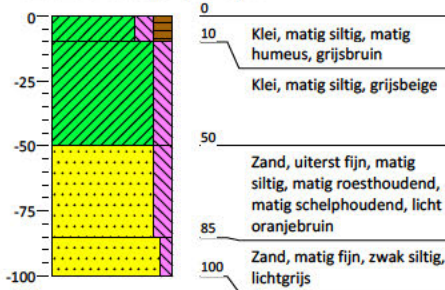 0
0
10
Klei, matig siltig, matig
humeus, grijsbruin
Klei, matig siltig, grijsbeige
-25
-50
50
Zand, uiterst fijn, matig
siltig, matig roesthoudend,
matig schelphoudend, licht
oranjebruin
-75
85
Zand, matig fijn, zwak siltig,
lichtgrijs
-100
100